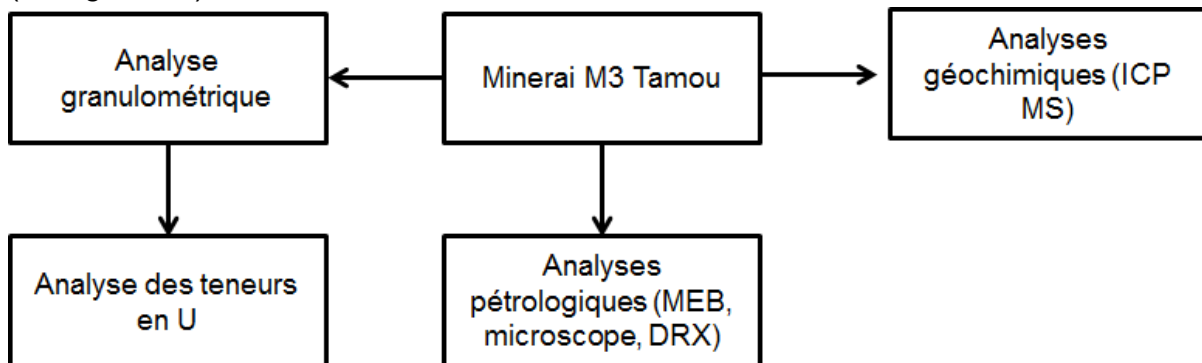 Analyse
granulométrique
Minerai M3 Tamou
Analyses
géochimiques (ICP
MS)
Analyse des teneurs
en U
Analyses
pétrologiques (MEB,
microscope, DRX)